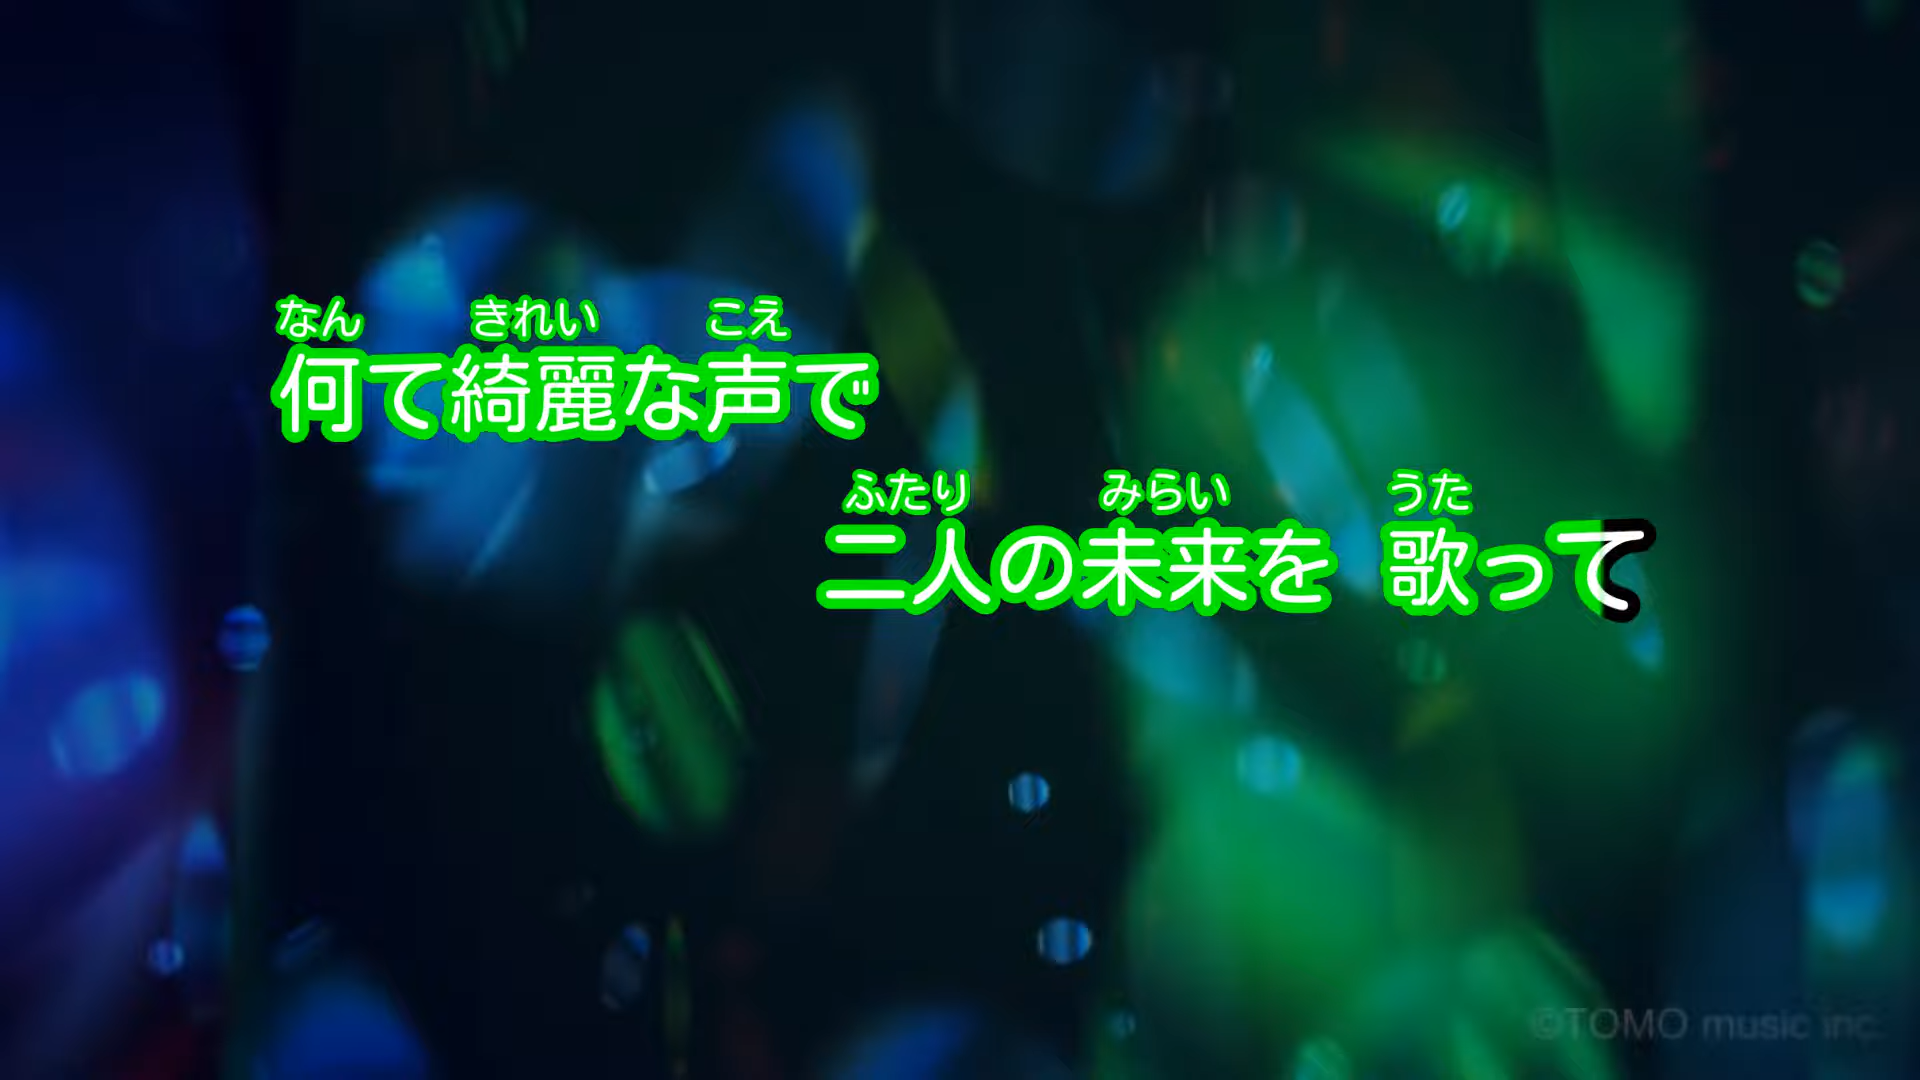 なん きれい こえ
何て綺麗な声で
ふたり みらい うた
二人の未来を 歌って
©TOMO music inc.